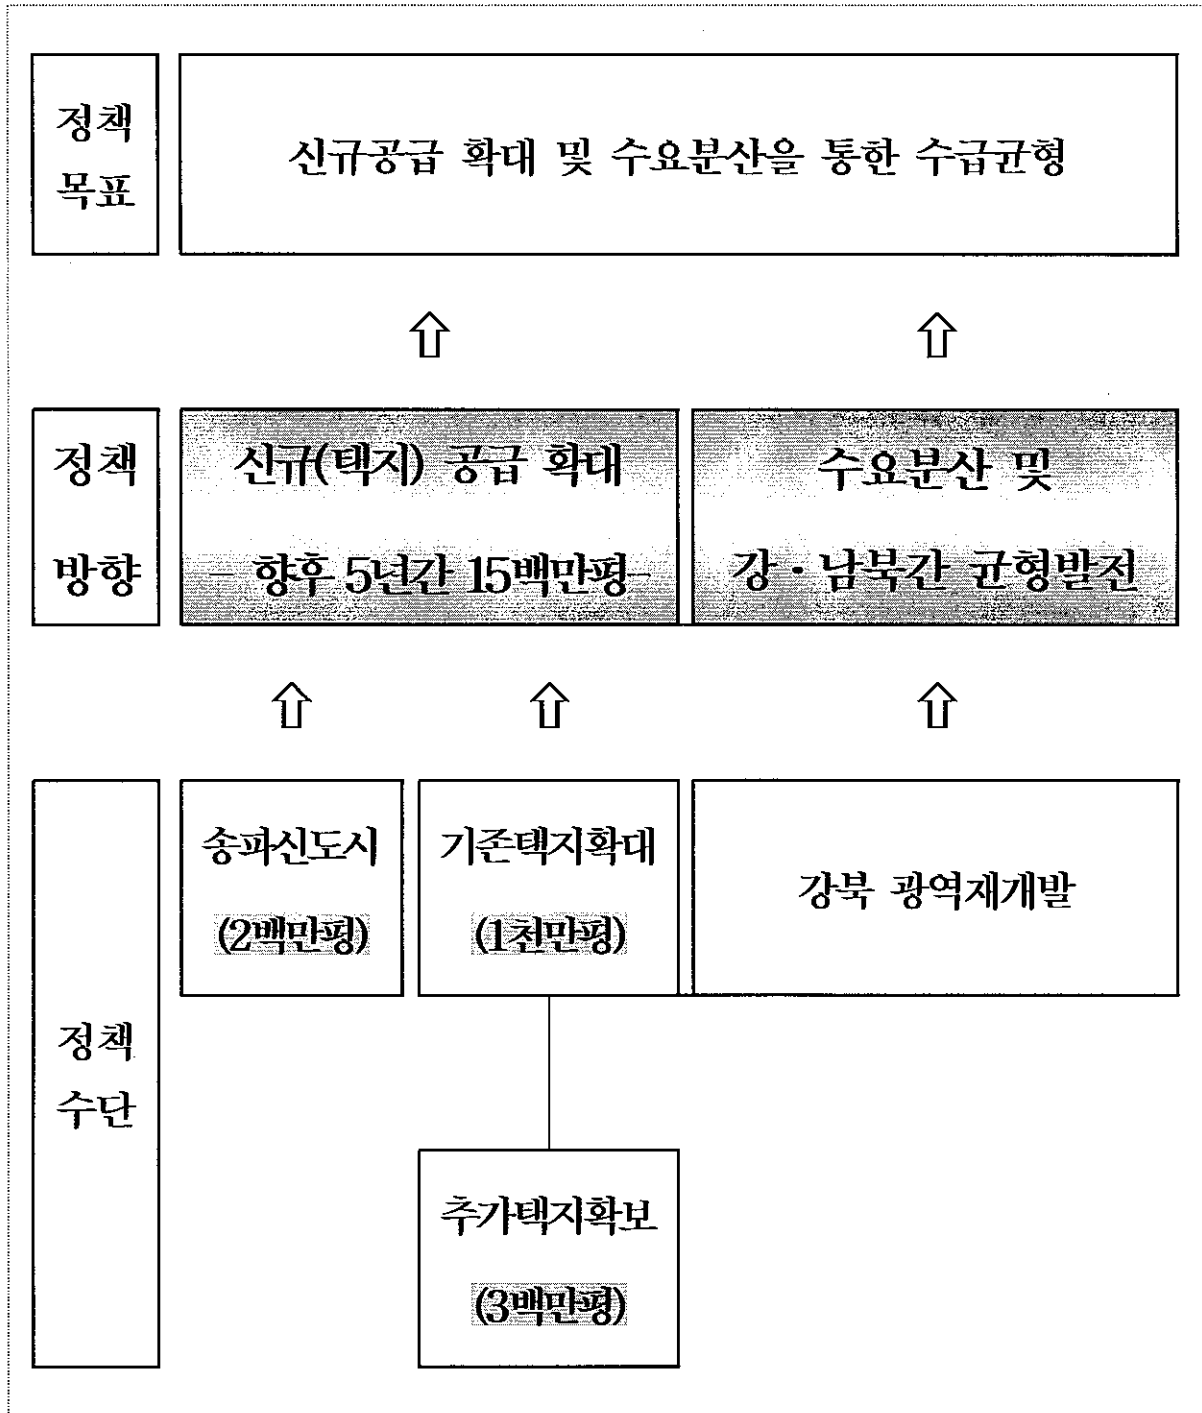 정책
목표
신규공급 확대 및 수요분산을 통한 수급균형
⇧ ⇧
정책
방향
신규(택지) 공급 확대
- 향후 5년간 15백만평-
수요분산 및
강·남북간 균형발전
⇧ ⇧ ⇧
정책
수단
송파신도시
(2백만평)
기존택지확대
(1천만평)
강북 광역재개발
추가택지확보
(3백만평)